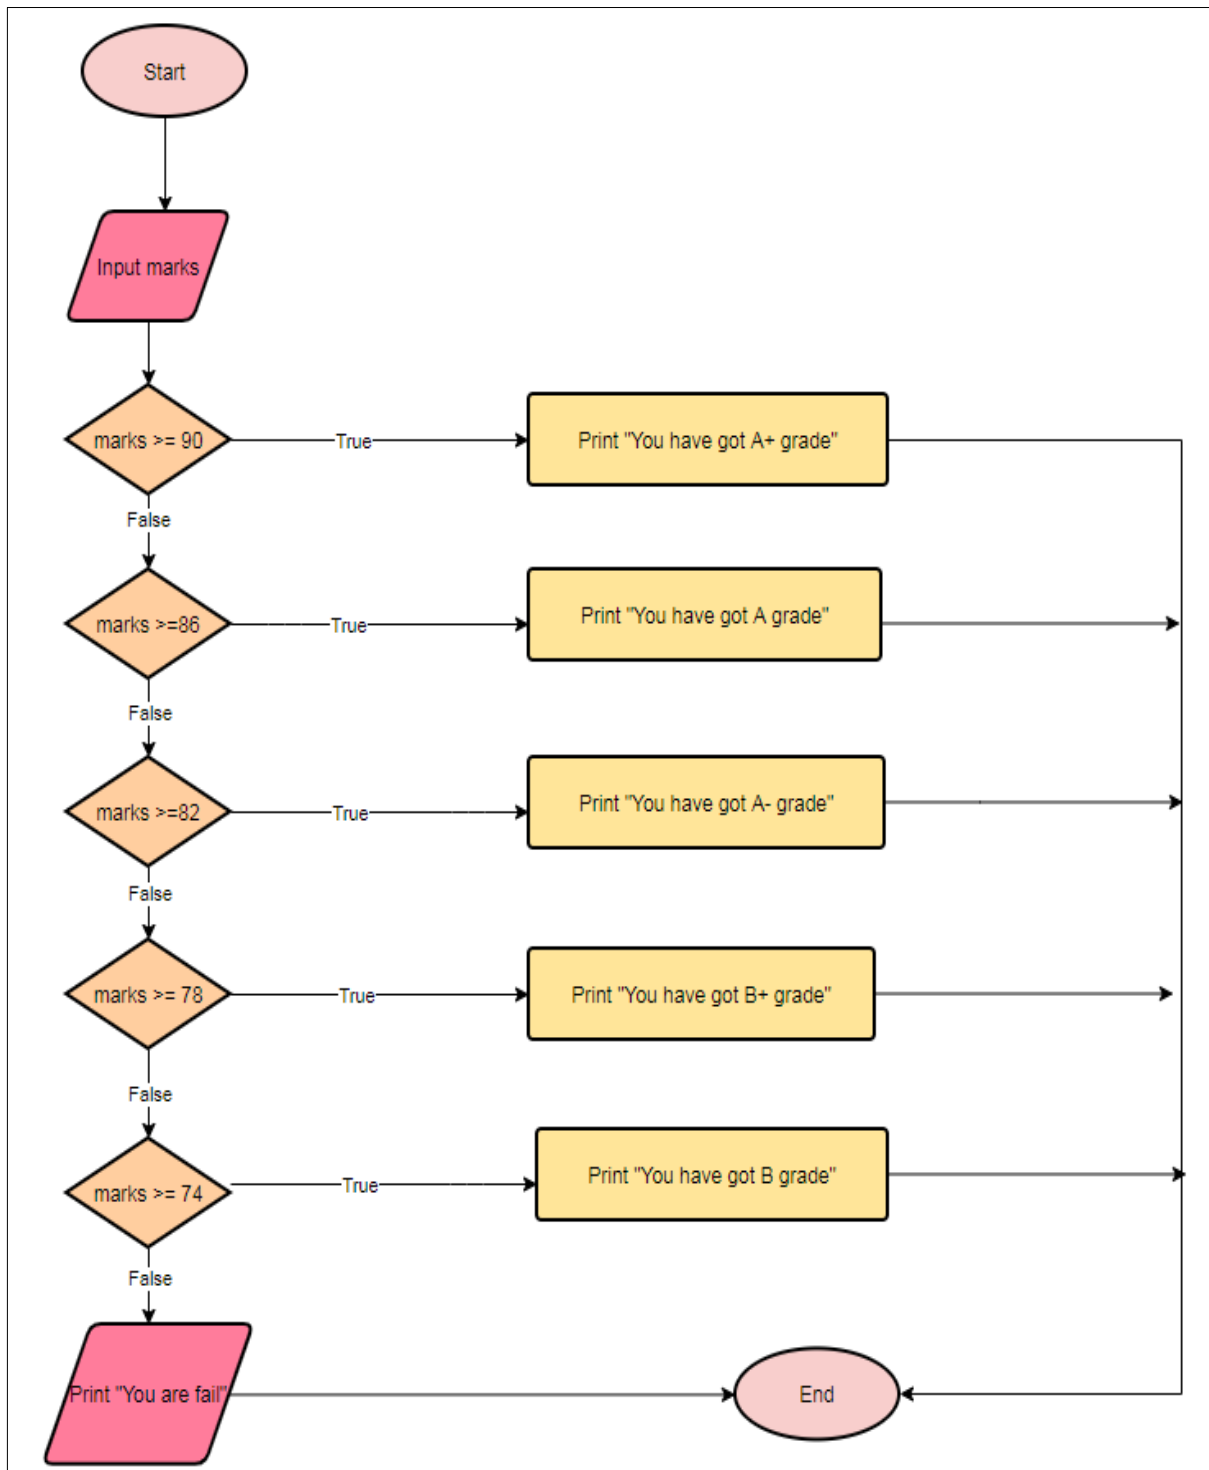 Start
Input marks
marks >= 90
True
Print "You have got A+ grade"
False
marks >=86
True
Print "You have got A grade"
False
marks >=82
True
Print "You have got A- grade"
False
marks >= 78
True
Print "You have got B+ grade"
False
marks >= 74
True
Print "You have got B grade"
False
Print "You are fail"
End